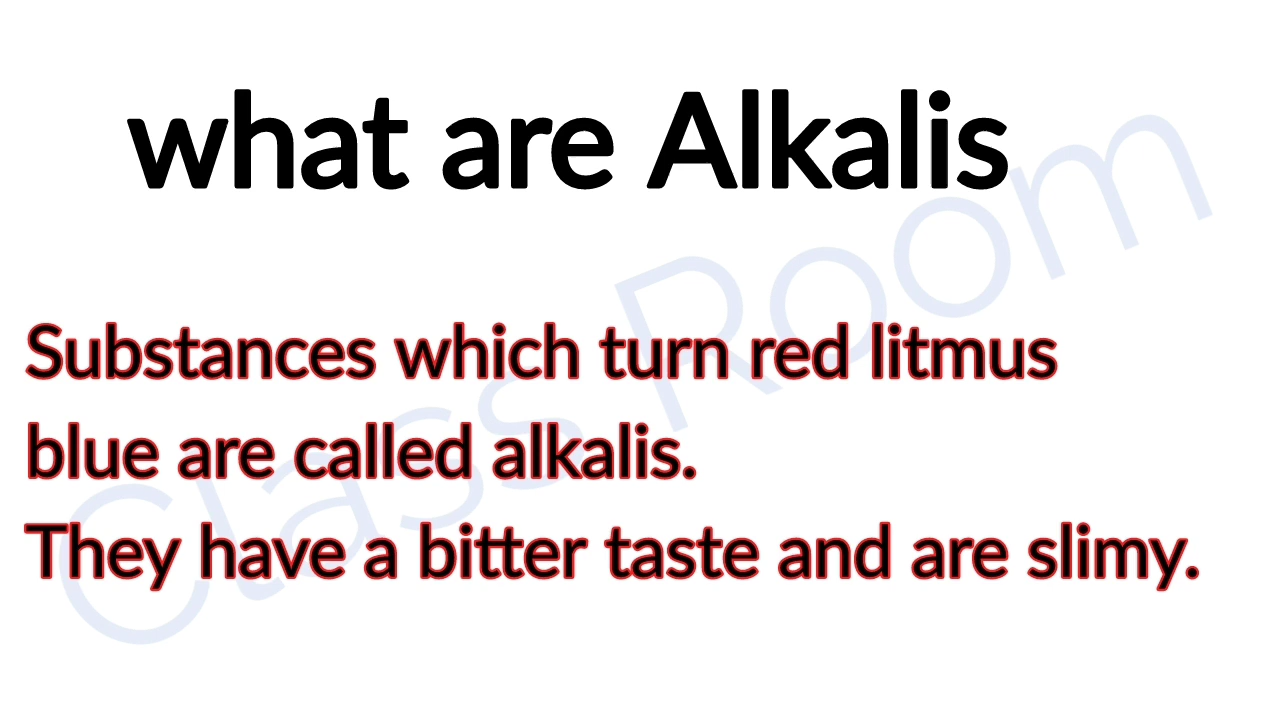 what are Alkalis
Substances which turn red litmus
blue are called alkalis.
They have a bitter taste and are slimy.
Class Room